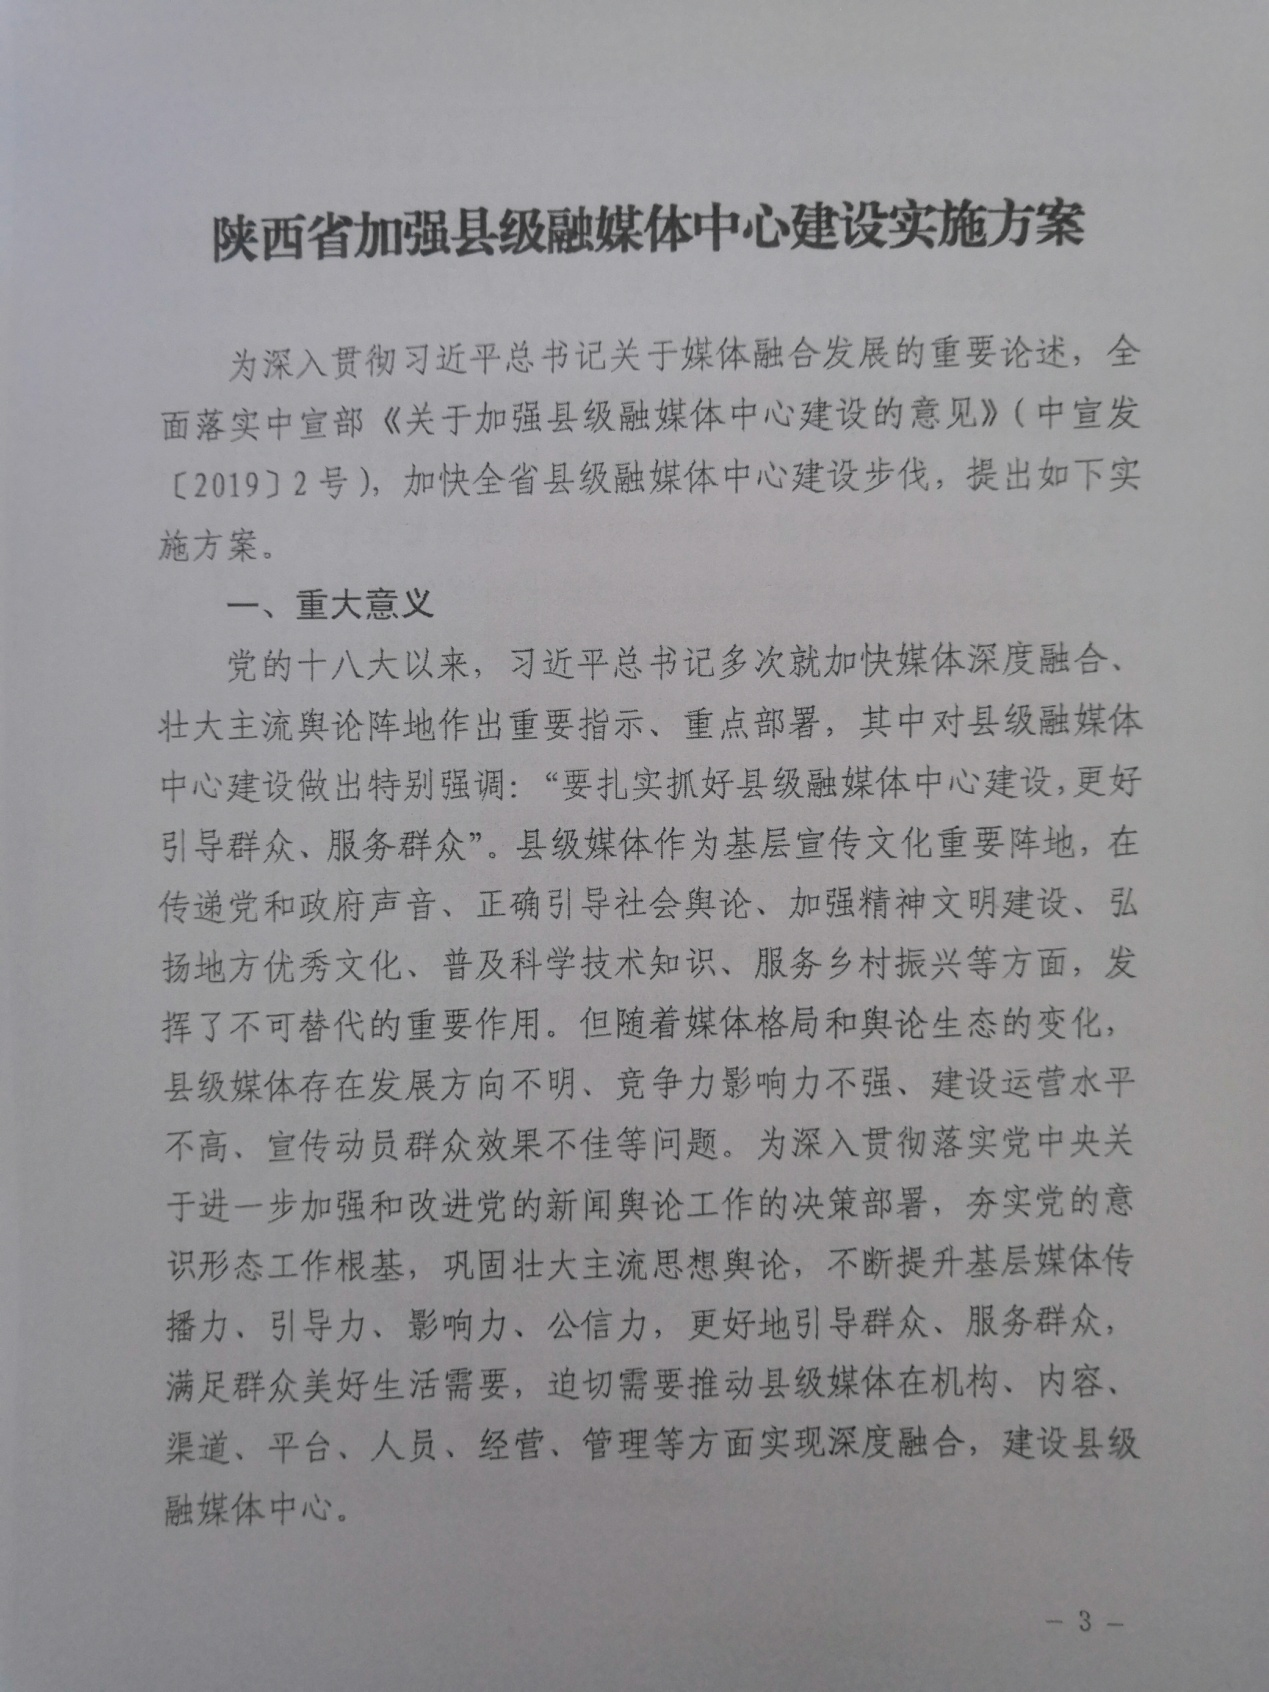 陕西省加强县级融媒体中心建设实施方案
为深入贯彻习近平总书记关于媒体融合发展的重要论述，全
面落实中宣部《关于加强县级融媒体中心建设的意见》（中宣发
〔2019〕2号），加快全省县级融媒体中心建设步伐，提出如下实
施方案。
一、重大意义
党的十八大以来，习近平总书记多次就加快媒体深度融合、
壮大主流舆论阵地作出重要指示、重点部署，其中对县级融媒体
中心建设做出特别强调：“要扎实抓好县级融媒体中心建设，更好
引导群众、服务群众”。县级媒体作为基层宣传文化重要阵地，在
传递党和政府声音、正确引导社会舆论、加强精神文明建设、弘
扬地方优秀文化、普及科学技术知识、服务乡村振兴等方面，发
挥了不可替代的重要作用。但随着媒体格局和舆论生态的变化，
县级媒体存在发展方向不明、竞争力影响力不强、建设运营水平
不高、宣传动员群众效果不佳等问题。为深入贯彻落实党中央关
于进一步加强和改进党的新闻舆论工作的决策部署，夯实党的意
识形态工作根基，巩固壮大主流思想舆论，不断提升基层媒体传
播力、引导力、影响力、公信力，更好地引导群众、服务群众，
满足群众美好生活需要，迫切需要推动县级媒体在机构、内容、
渠道、平台、人员、经营、管理等方面实现深度融合，建设县级
融媒体中心。
— 3 —